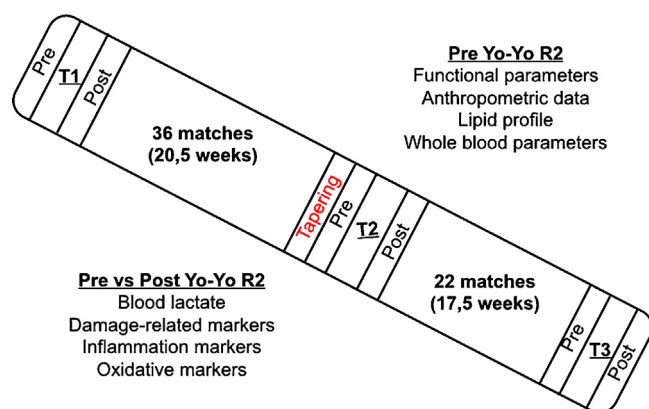 Pre
T1
Post
36 matches
(20,5 weeks)
Tapering
Pre
T2
Post
22 matches
(17,5 weeks)
Pre
T3
Post
Pre Yo-Yo R2
Functional parameters
Anthropometric data
Lipid profile
Whole blood parameters
Pre vs Post Yo-Yo R2
Blood lactate
Damage-related markers
Inflammation markers
Oxidative markers